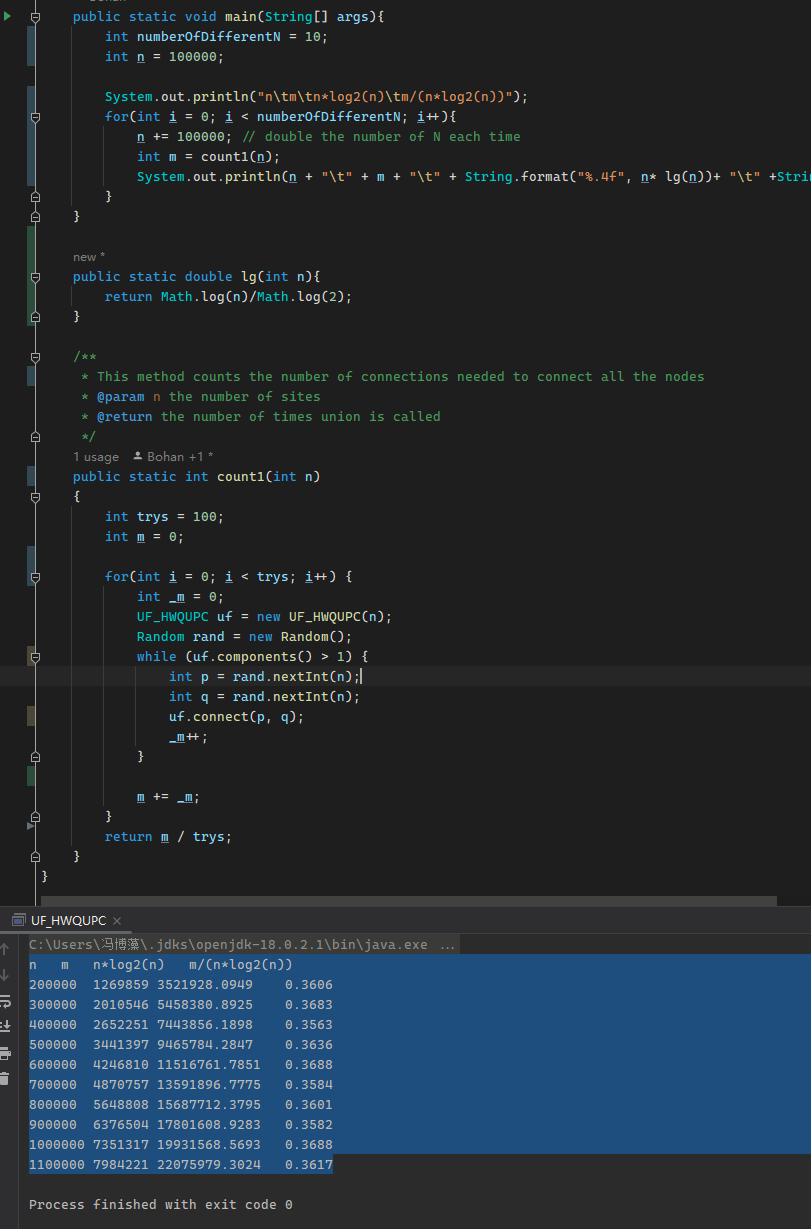 public static void main(String[] args){
int numberOfDifferentN = 10;
int n = 100000;
System.out.println("n\tm\tn*log2(n)\tm/(n*log2(n))");
for(int i = 0; i < numberOfDifferentN; i++){
n += 100000; // double the number of N each time
int m = count1(n);
System.out.println(n + "\t" + m + "\t" + String.format("%.4f", n* lg(n))+ "\t" +Stri
}
}
new *
public static double lg(int n){
return Math.log(n)/Math.log(2);
}
/**
* This method counts the number of connections needed to connect all the nodes
* @param n the number of sites
* @return the number of times union is called
*/
1 usage Bohan +1 *
public static int count1(int n)
{
int trys = 100;
int m = 0;
for(int i = 0; i < trys; i++) {
int _m = 0;
UF_HWQUPC uf = new UF_HWQUPC(n);
Random rand = new Random();
while (uf.components() > 1) {
int p = rand.nextInt(n);
int q = rand.nextInt(n);
uf.connect(p, q);
_m++;
}
m += _m;
}
return m / trys;
}
}
UF_HWQUPC ×
C:\Users\冯博藻\.jdks\openjdk-18.0.2.1\bin\java.exe ...
n m n*log2(n) m/(n*log2(n))
200000 1269859 3521928.0949 0.3606
300000 2010546 5458380.8925 0.3683
400000 2652251 7443856.1898 0.3563
500000 3441397 9465784.2847 0.3636
600000 4246810 11516761.7851 0.3688
700000 4870757 13591896.7775 0.3584
800000 5648808 15687712.3795 0.3601
900000 6376504 17801608.9283 0.3582
1000000 7351317 19931568.5693 0.3688
1100000 7984221 22075979.3024 0.3617
Process finished with exit code 0